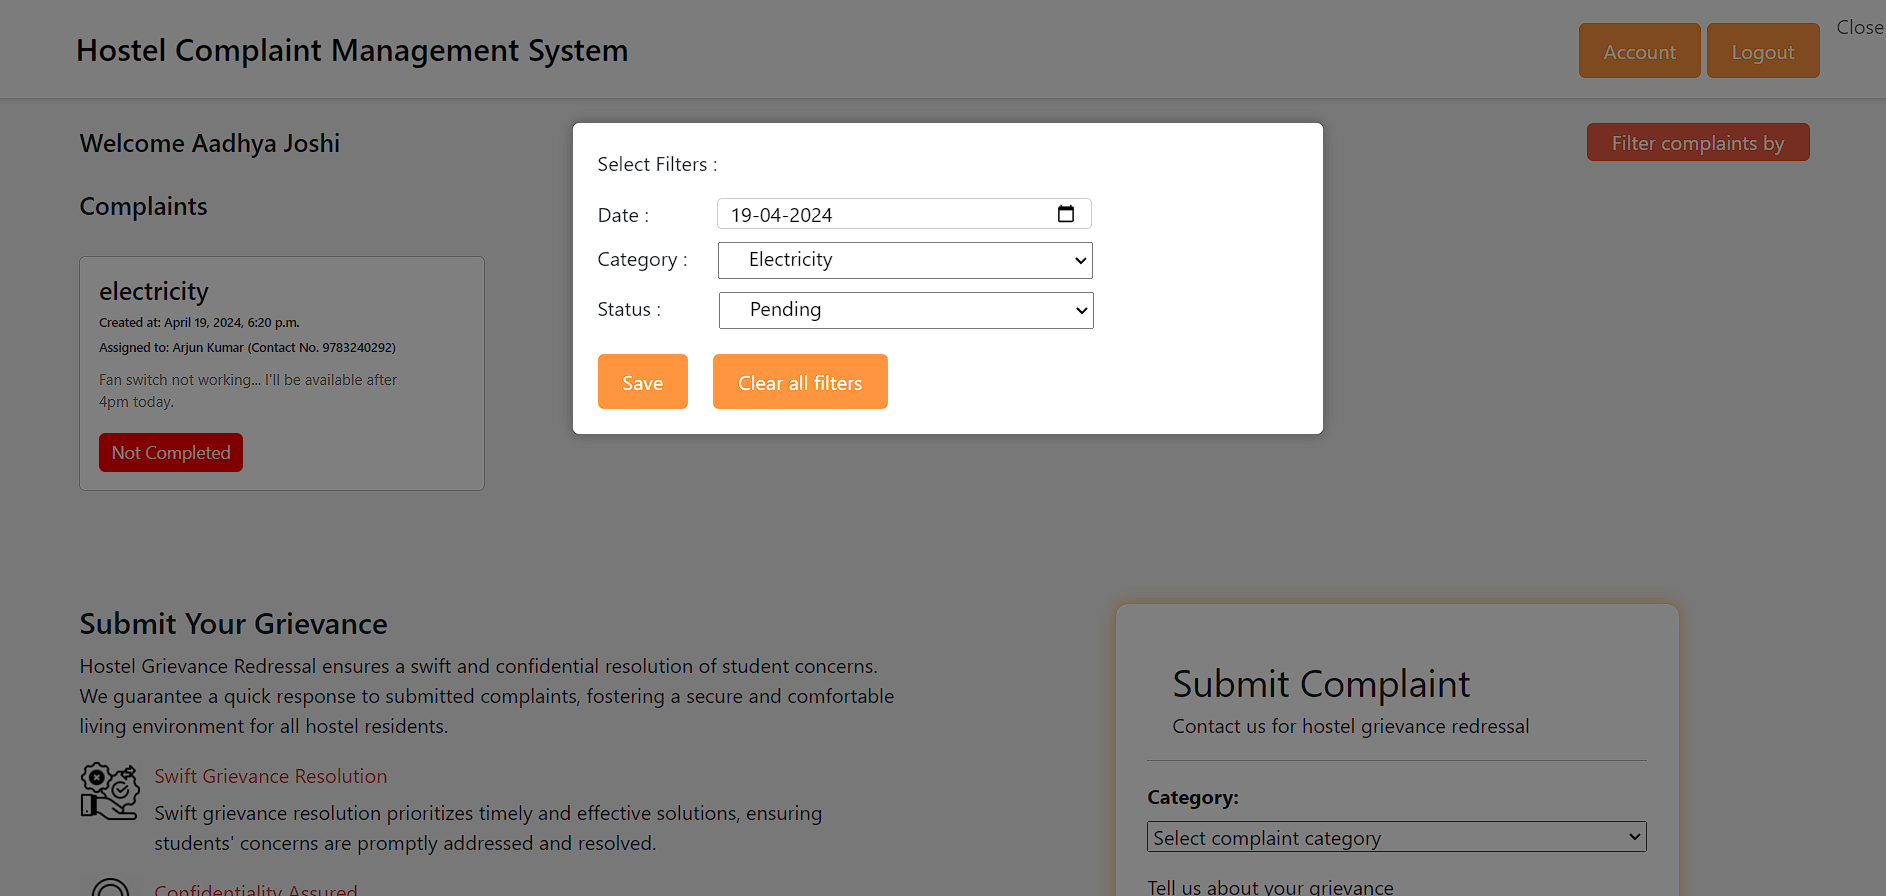 Hostel Complaint Management System
Account
Logout
Close
Welcome Aadhya Joshi
Filter complaints by
Complaints
electricity
Created at: April 19, 2024, 6:20 p.m.
Assigned to: Arjun Kumar (Contact No. 9783240292)
Fan switch not working... I'll be available after
4pm today.
Not Completed
Select Filters :
Date : 19-04-2024
Category : Electricity
Status : Pending
Save
Clear all filters
Submit Your Grievance
Hostel Grievance Redressal ensures a swift and confidential resolution of student concerns.
We guarantee a quick response to submitted complaints, fostering a secure and comfortable
living environment for all hostel residents.
Swift Grievance Resolution
Swift grievance resolution prioritizes timely and effective solutions, ensuring
students' concerns are promptly addressed and resolved.
Confidentiality Assured
Submit Complaint
Contact us for hostel grievance redressal
Category:
Select complaint category
Tell us about your grievance